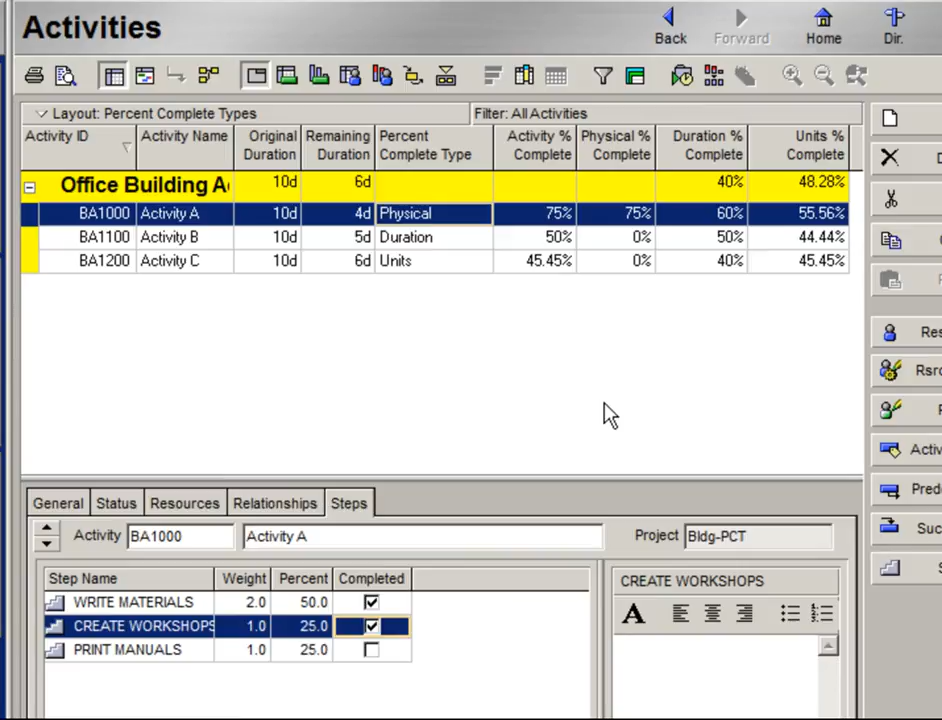 Activities
Back Forward Home Dir.
Layout: Percent Complete Types Filter: All Activities
Activity ID Activity Name Original Duration Remaining Duration Percent Complete Type Activity % Complete Physical % Complete Duration % Complete Units % Complete
Office Building A 10d 6d 40% 48.28%
BA1000 Activity A 10d 4d Physical 75% 75% 60% 55.56%
BA1100 Activity B 10d 5d Duration 50% 0% 50% 44.44%
BA1200 Activity C 10d 6d Units 45.45% 0% 40% 45.45%
Res
Rsrc
Activ
Pred
Suc
S
General Status Resources Relationships Steps
Activity BA1000 Activity A Project Bldg-PCT
Step Name Weight Percent Completed
WRITE MATERIALS 2.0 50.0
CREATE WORKSHOPS 1.0 25.0
PRINT MANUALS 1.0 25.0
CREATE WORKSHOPS
A